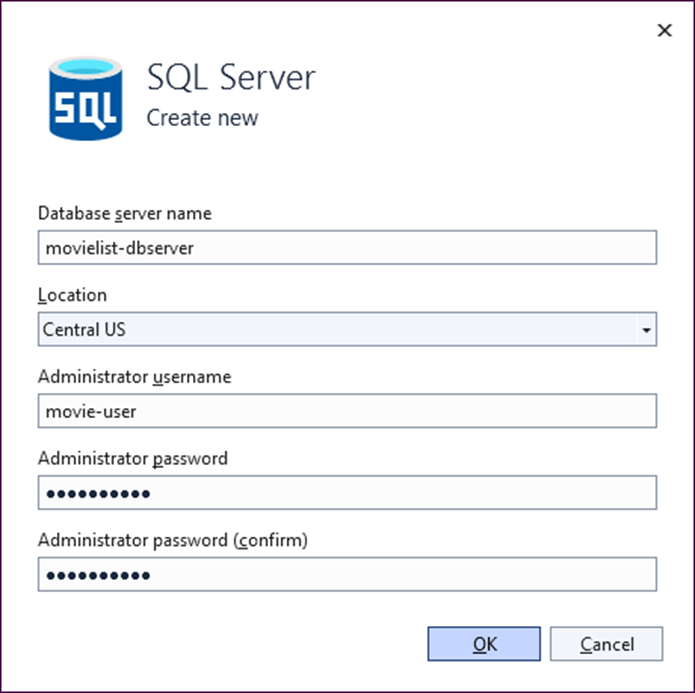 SQL
SQL Server
Create new
Database server name
movielist-dbserver
Location
Central US
Administrator username
movie-user
Administrator password
●●●●●●●●●●
Administrator password (confirm)
●●●●●●●●●●
OK
Cancel